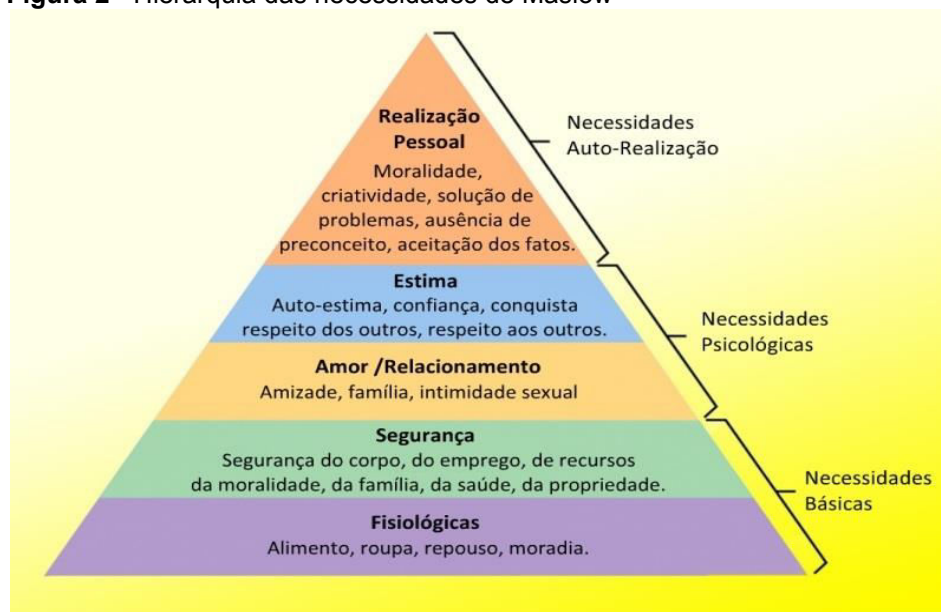 Figura 2 - Hierarquia das necessidades de Maslow
Realização
Pessoal
Moralidade,
criatividade, solução de
problemas, ausência de
preconceito, aceitação dos fatos.
Necessidades
Auto-Realização
Estima
Auto-estima, confiança, conquista
respeito dos outros, respeito aos outros.
Necessidades
Psicológicas
Amor /Relacionamento
Amizade, família, intimidade sexual
Segurança
Segurança do corpo, do emprego, de recursos
da moralidade, da família, da saúde, da propriedade.
Necessidades
Básicas
Fisiológicas
Alimento, roupa, repouso, moradia.